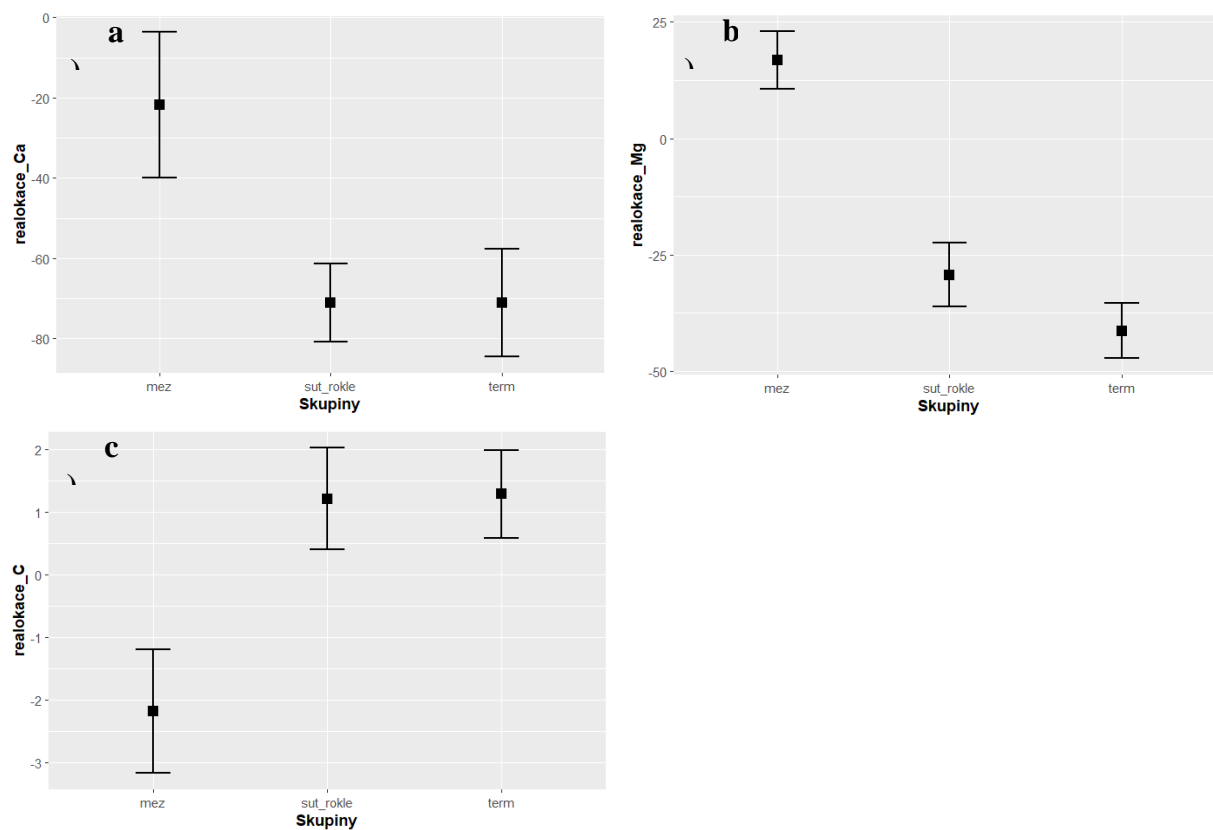 a
realokace_Ca
0
-20
-40
-60
-80
mez sut_rokle term
Skupiny
b
realokace_Mg
25
0
-25
-50
mez sut_rokle term
Skupiny
c
realokace_C
2
1
0
-1
-2
-3
mez sut_rokle term
Skupiny